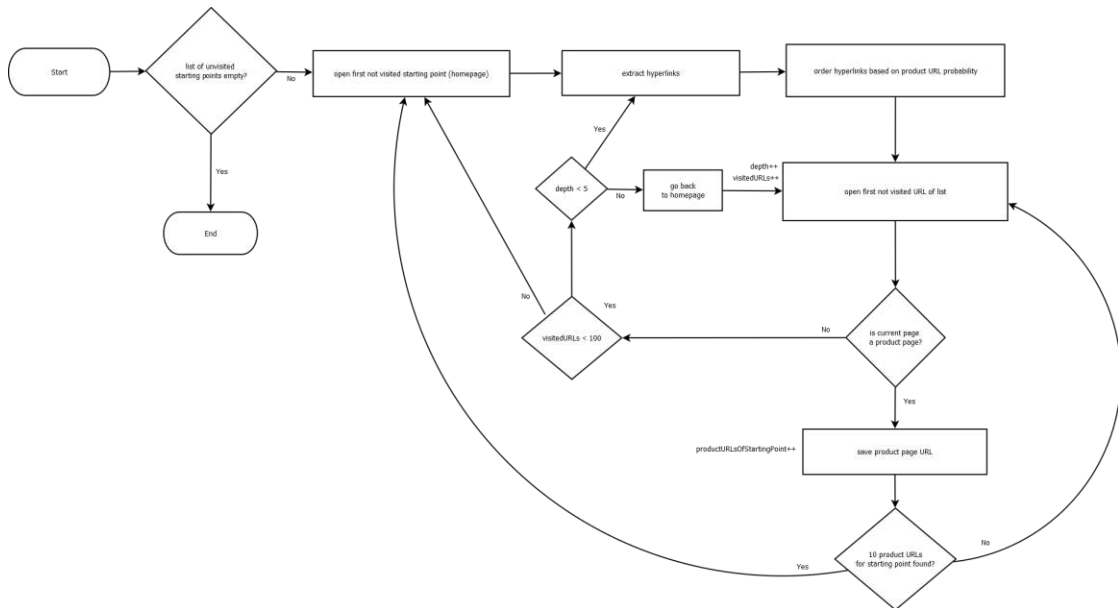 Start
list of unvisited
starting points empty?
No
open first not visited starting point (homepage)
extract hyperlinks
order hyperlinks based on product URL probability
Yes
Yes
depth < 5
No
go back
to homepage
depth++
visitedURLs++
open first not visited URL of list
End
No
Yes
visitedURLs < 100
No
is current page
a product page?
Yes
productURLsOfStartingPoint++
save product page URL
10 product URLs
for starting point found?
Yes
No